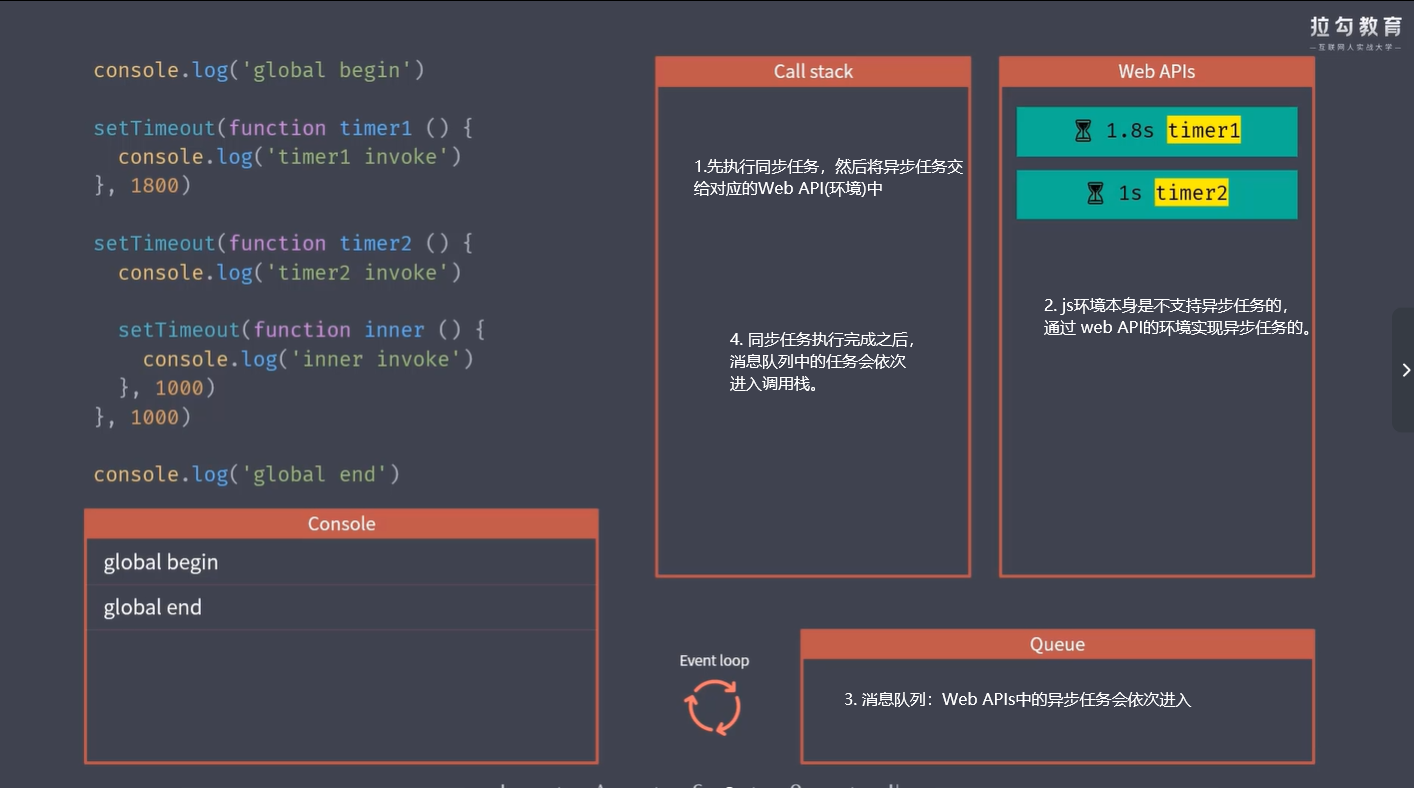 拉勾教育
—互联网人实战大学—
console.log('global begin')
setTimeout(function timer1 () {
console.log('timer1 invoke')
}, 1800)
setTimeout(function timer2 () {
console.log('timer2 invoke')
setTimeout(function inner () {
console.log('inner invoke')
}, 1000)
}, 1000)
console.log('global end')
Console
global begin
global end
Call stack
1.先执行同步任务，然后将异步任务交
给对应的Web API(环境)中
4. 同步任务执行完成之后，
消息队列中的任务会依次
进入调用栈。
Web APIs
1.8s timer1
1s timer2
2. js环境本身是不支持异步任务的，
通过 web API的环境实现异步任务的。
Event loop
Queue
3. 消息队列：Web APIs中的异步任务会依次进入